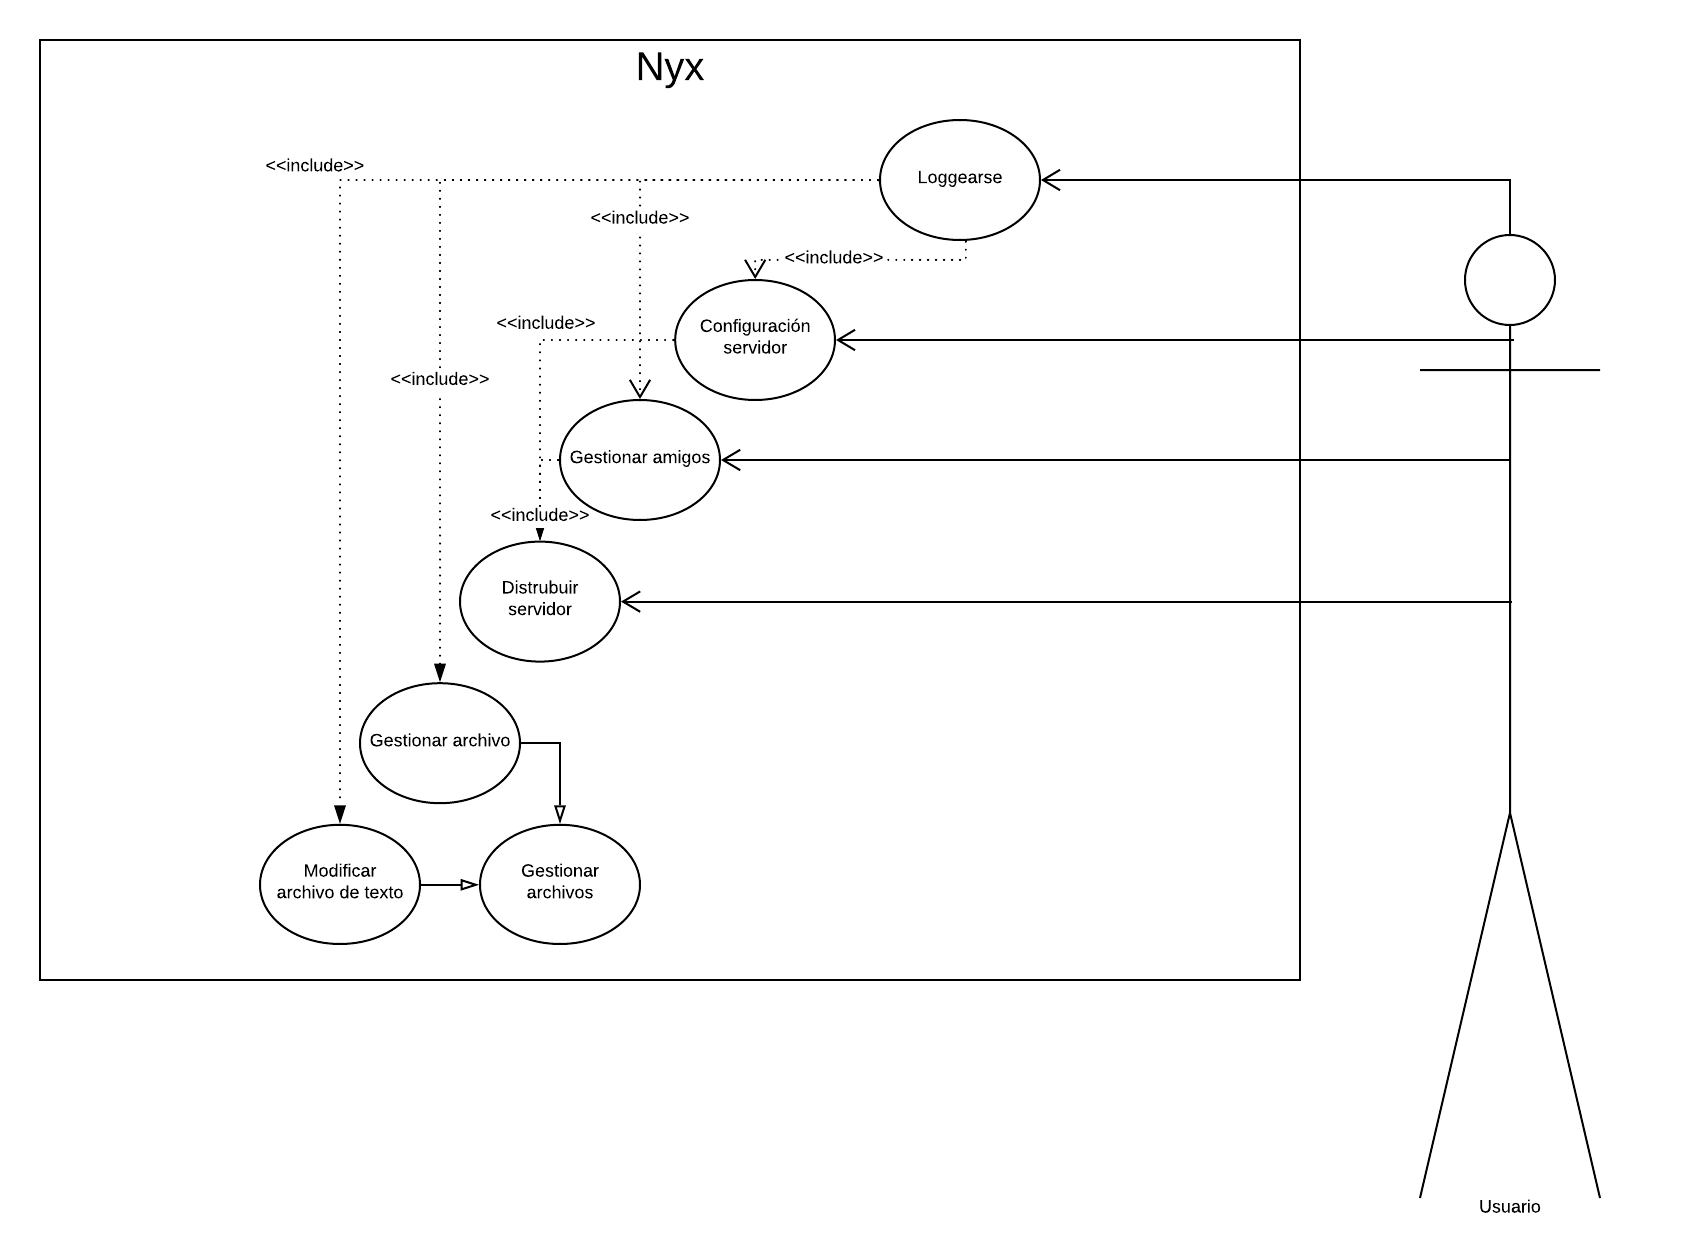 Nyx
<<include>>
Loggearse
<<include>>
<<include>>
<<include>>
Configuración
servidor
<<include>>
Gestionar amigos
<<include>>
Distrubuir
servidor
Gestionar archivo
Modificar
archivo de texto
Gestionar
archivos
Usuario